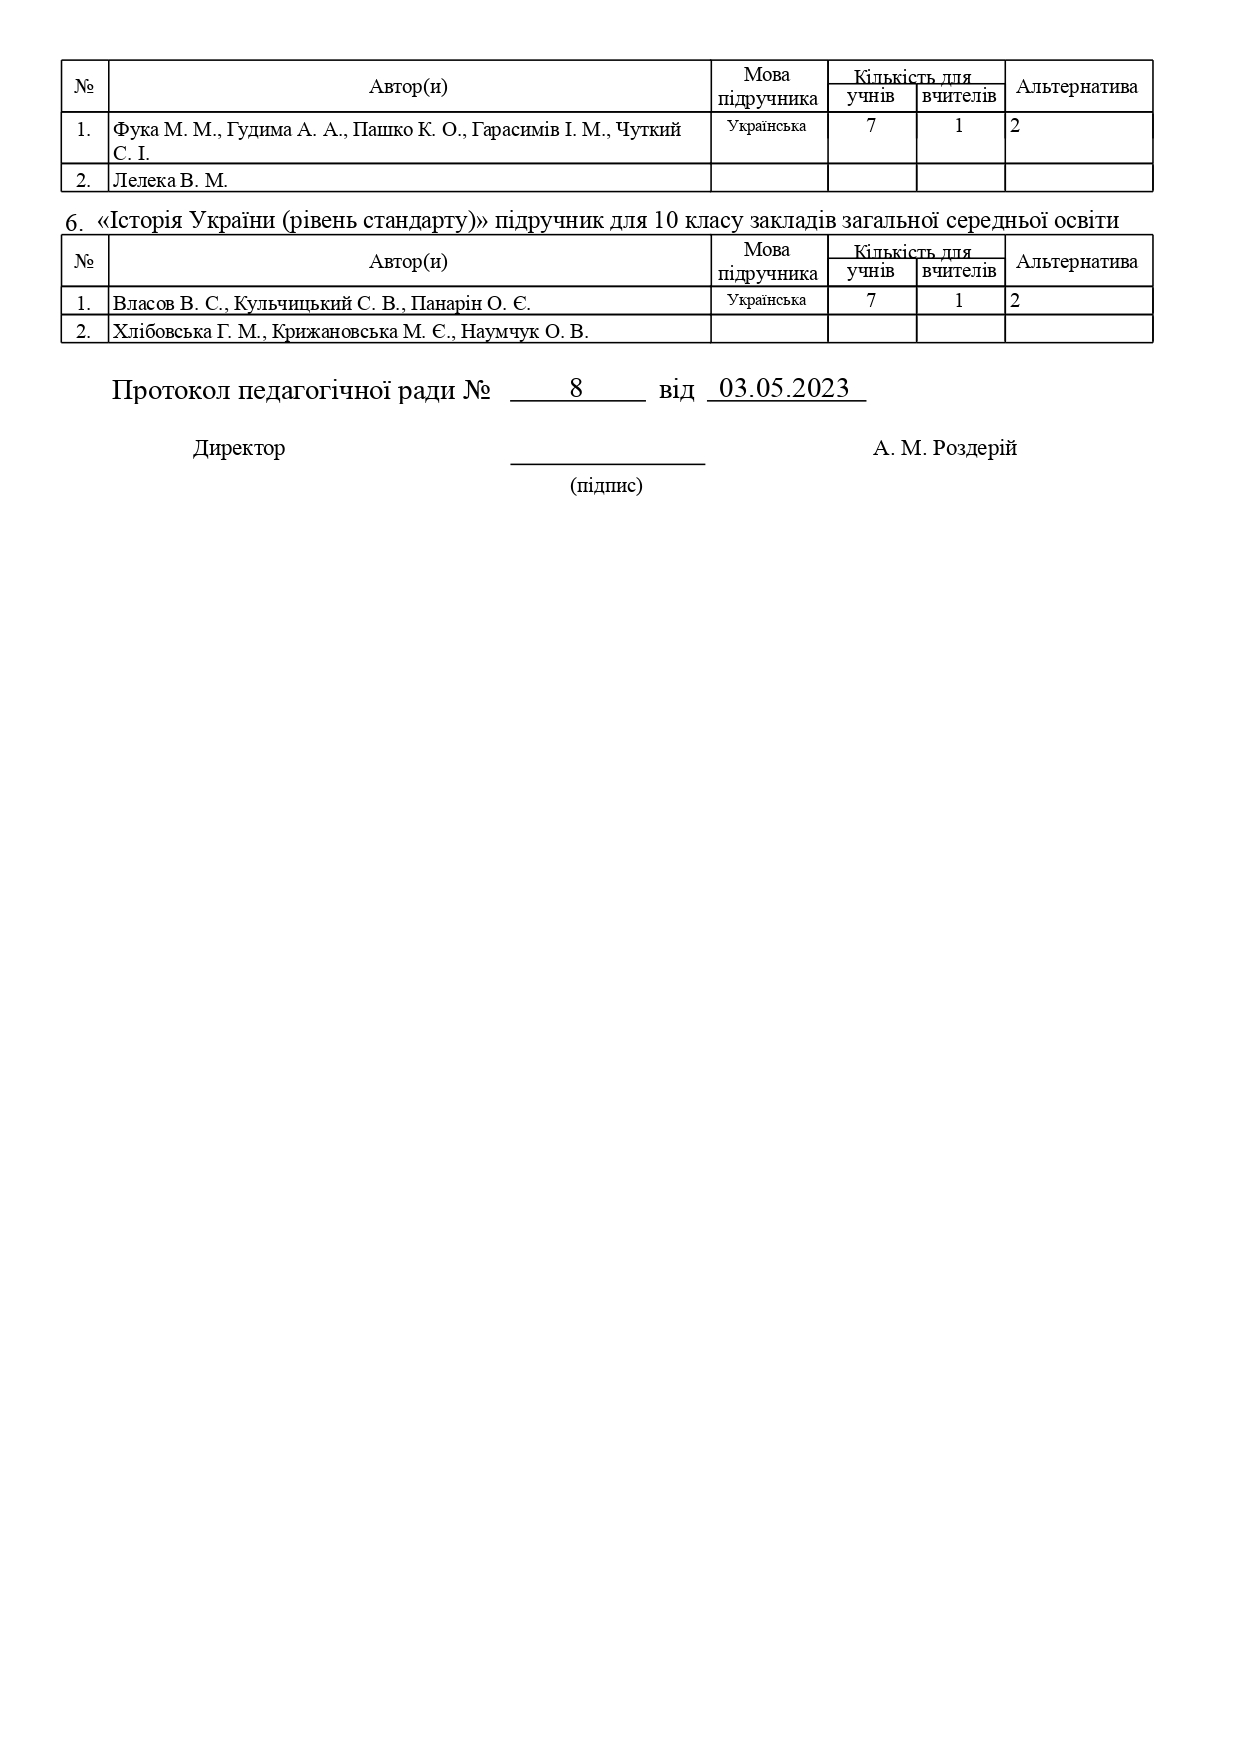 № Автор(и) Мова підручника Кількість для учнів вчителів Альтернатива
1. Фука М. М., Гудима А. А., Пашко К. О., Гарасимів І. М., Чуткий Українська 7 1 2
С. І.
2. Лелека В. М.
6. «Історія України (рівень стандарту)» підручник для 10 класу закладів загальної середньої освіти
№ Автор(и) Мова підручника Кількість для учнів вчителів Альтернатива
1. Власов В. С., Кульчицький С. В., Панарін О. Є. Українська 7 1 2
2. Хлібовська Г. М., Крижановська М. Є., Наумчук О. В.
Протокол педагогічної ради № 8 від 03.05.2023
Директор А. М. Роздерій
(підпис)